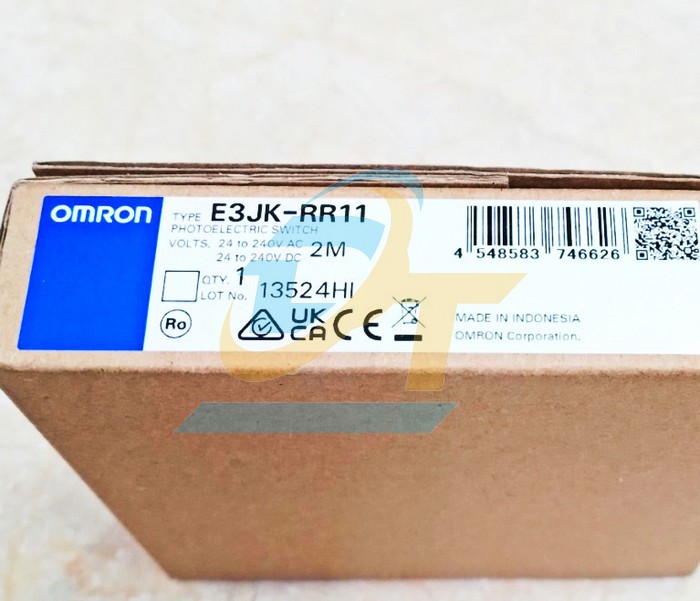 OMRON
TYPE E3JK-RR11
PHOTOELECTRIC SWITCH
VOLTS. 24 to 240V AC 2M
24 to 240V DC
QTY. 1
LOT No. 13524HI
Ro
UK
CA CE
4 548583 746626
MADE IN INDONESIA
OMRON Corporation.